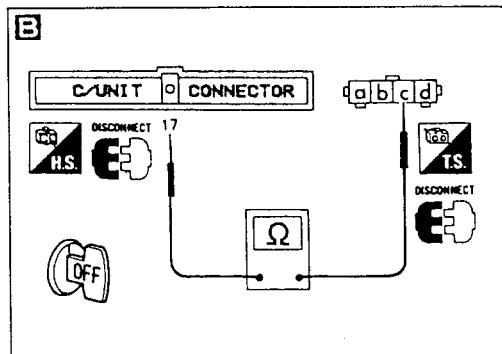 B
C/UNIT CONNECTOR
a b c d
H.S.
DISCONNECT
17
T.S.
DISCONNECT
Ω
OFF